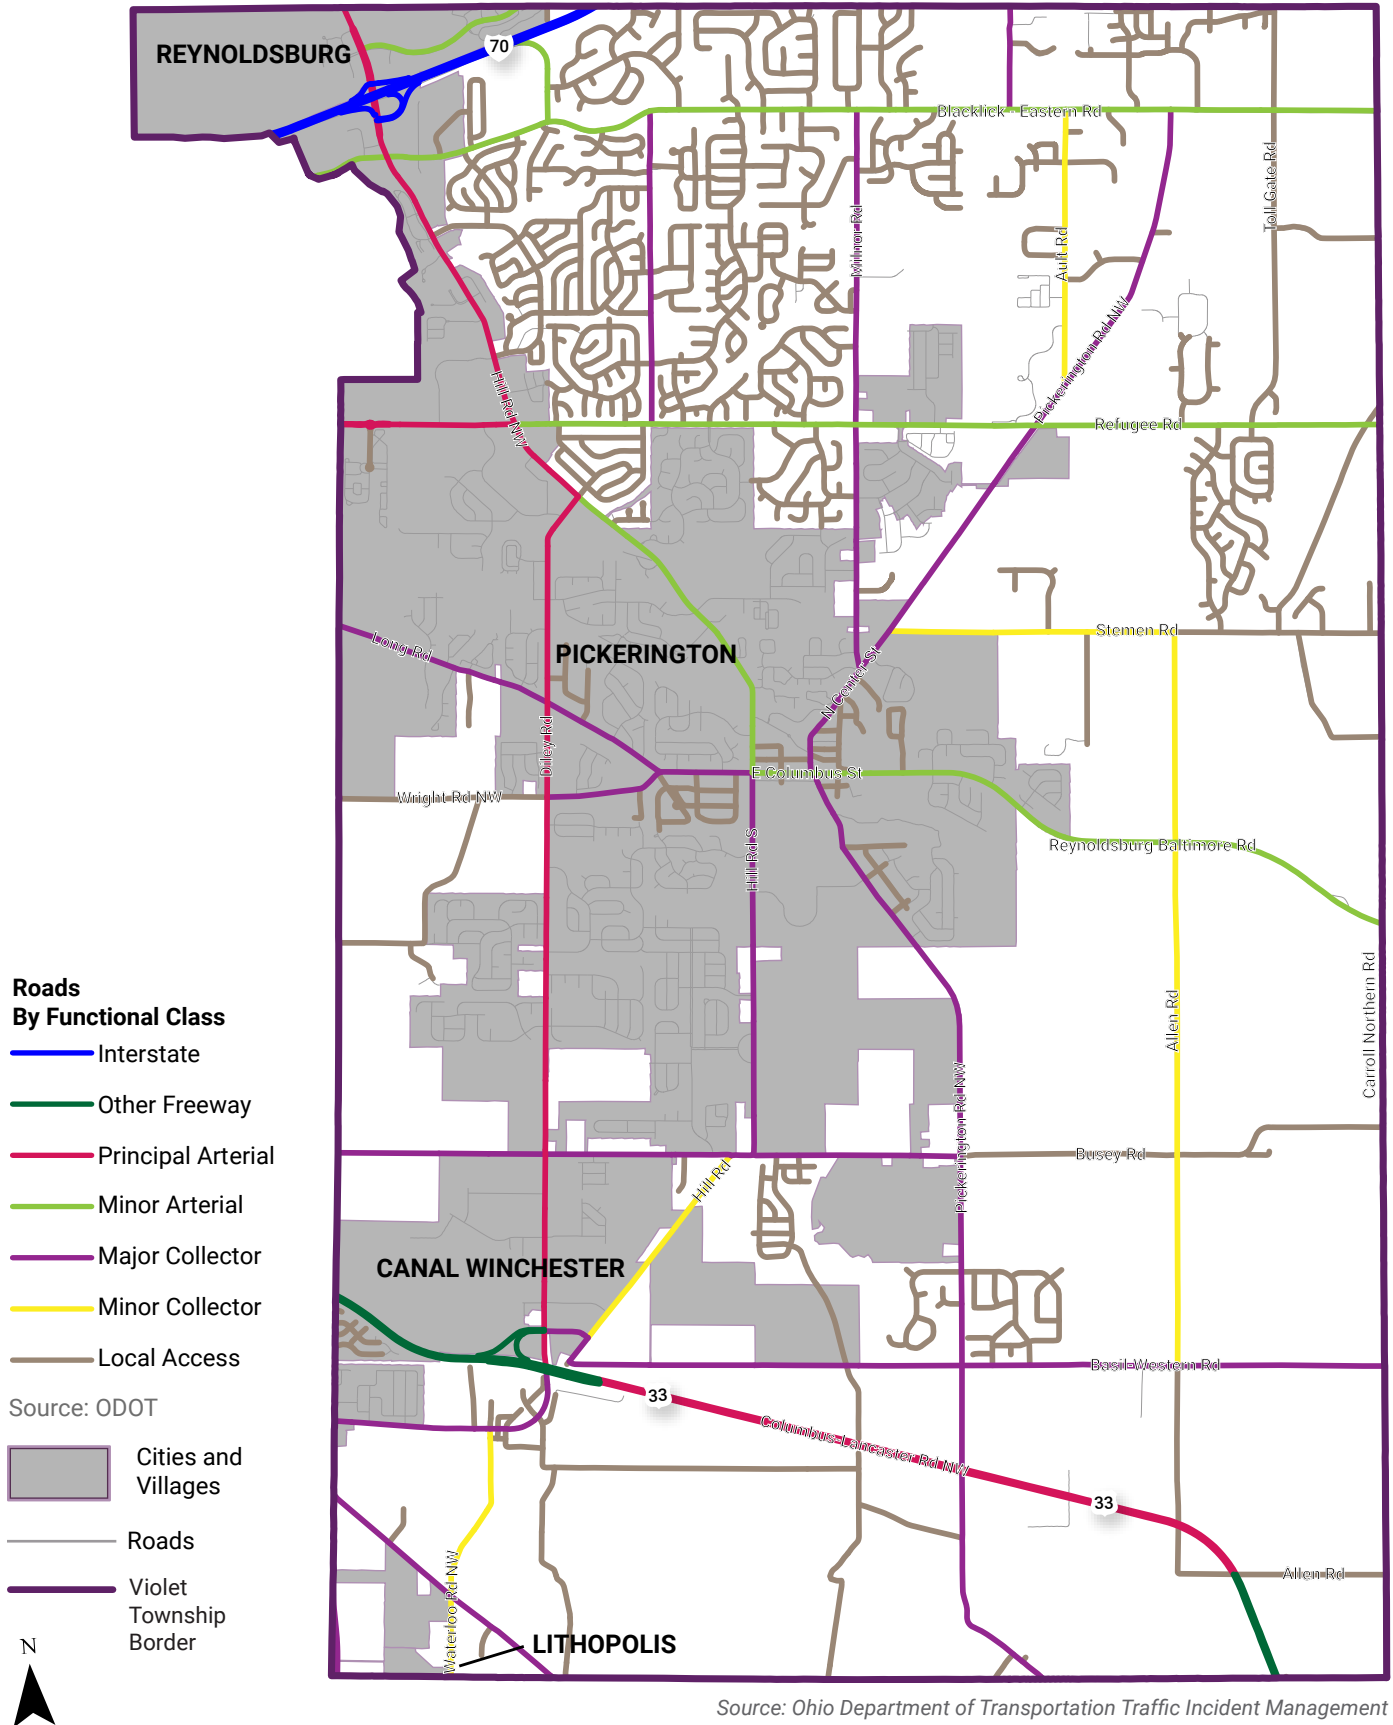 REYNOLDSBURG
70
Blacklick - Eastern Rd
Toll Gate Rd
Milnor Rd
Ault Rd
Pickerington Rd NW
Hill Rd NW
Refugee Rd
Stemen Rd
Long Rd
PICKERINGTON
N Center St
Diley Rd
E Columbus St
Wright Rd NW
Hill Rd S
Reynoldsburg Baltimore Rd
Carroll Northern Rd
Allen Rd
Pickerington Rd NW
Busey Rd
Hill Rd
CANAL WINCHESTER
Basil-Western Rd
33
Columbus-Lancaster Rd NW
33
Allen Rd
Waterloo Rd NW
LITHOPOLIS
Roads
By Functional Class
Interstate
Other Freeway
Principal Arterial
Minor Arterial
Major Collector
Minor Collector
Local Access
Source: ODOT
Cities and
Villages
Roads
Violet
Township
Border
N
Source: Ohio Department of Transportation Traffic Incident Management